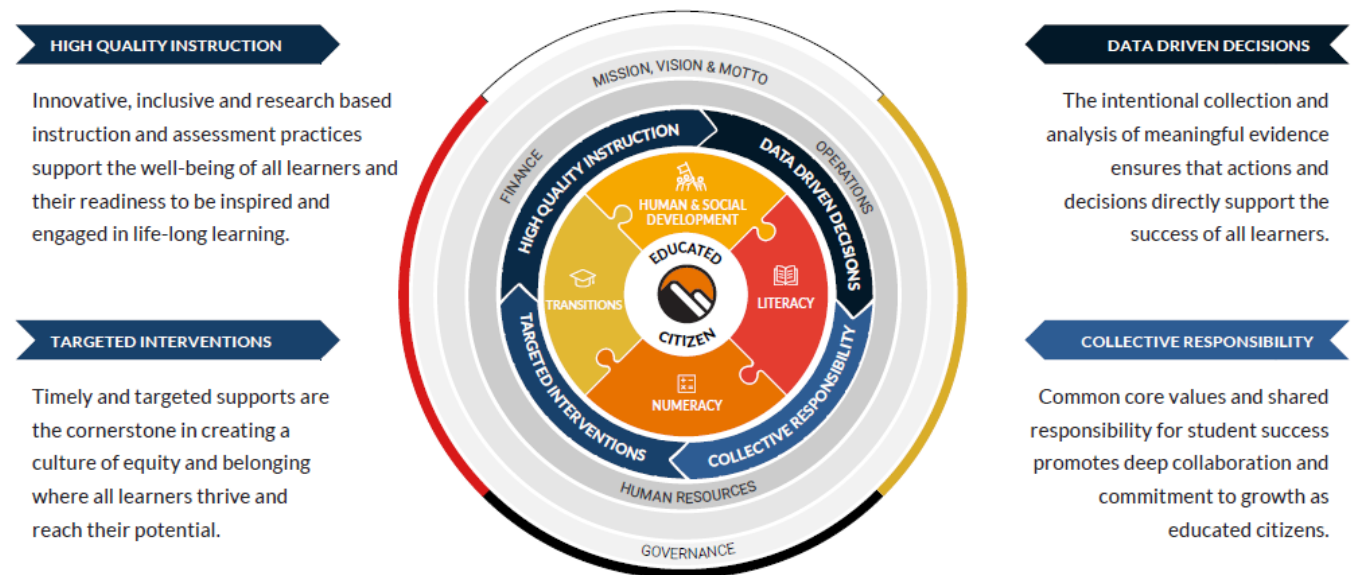 HIGH QUALITY INSTRUCTION
Innovative, inclusive and research based
instruction and assessment practices
support the well-being of all learners and
their readiness to be inspired and
engaged in life-long learning.
TARGETED INTERVENTIONS
Timely and targeted supports are
the cornerstone in creating a
culture of equity and belonging
where all learners thrive and
reach their potential.
MISSION, VISION & MOTTO
FINANCE
OPERATIONS
HIGH QUALITY INSTRUCTION
DATA DRIVEN DECISIONS
HUMAN & SOCIAL
DEVELOPMENT
EDUCATED
TRANSITIONS
LITERACY
CITIZEN
NUMERACY
TARGETED INTERVENTIONS
COLLECTIVE RESPONSIBILITY
HUMAN RESOURCES
GOVERNANCE
DATA DRIVEN DECISIONS
The intentional collection and
analysis of meaningful evidence
ensures that actions and
decisions directly support the
success of all learners.
COLLECTIVE RESPONSIBILITY
Common core values and shared
responsibility for student success
promotes deep collaboration and
commitment to growth as
educated citizens.